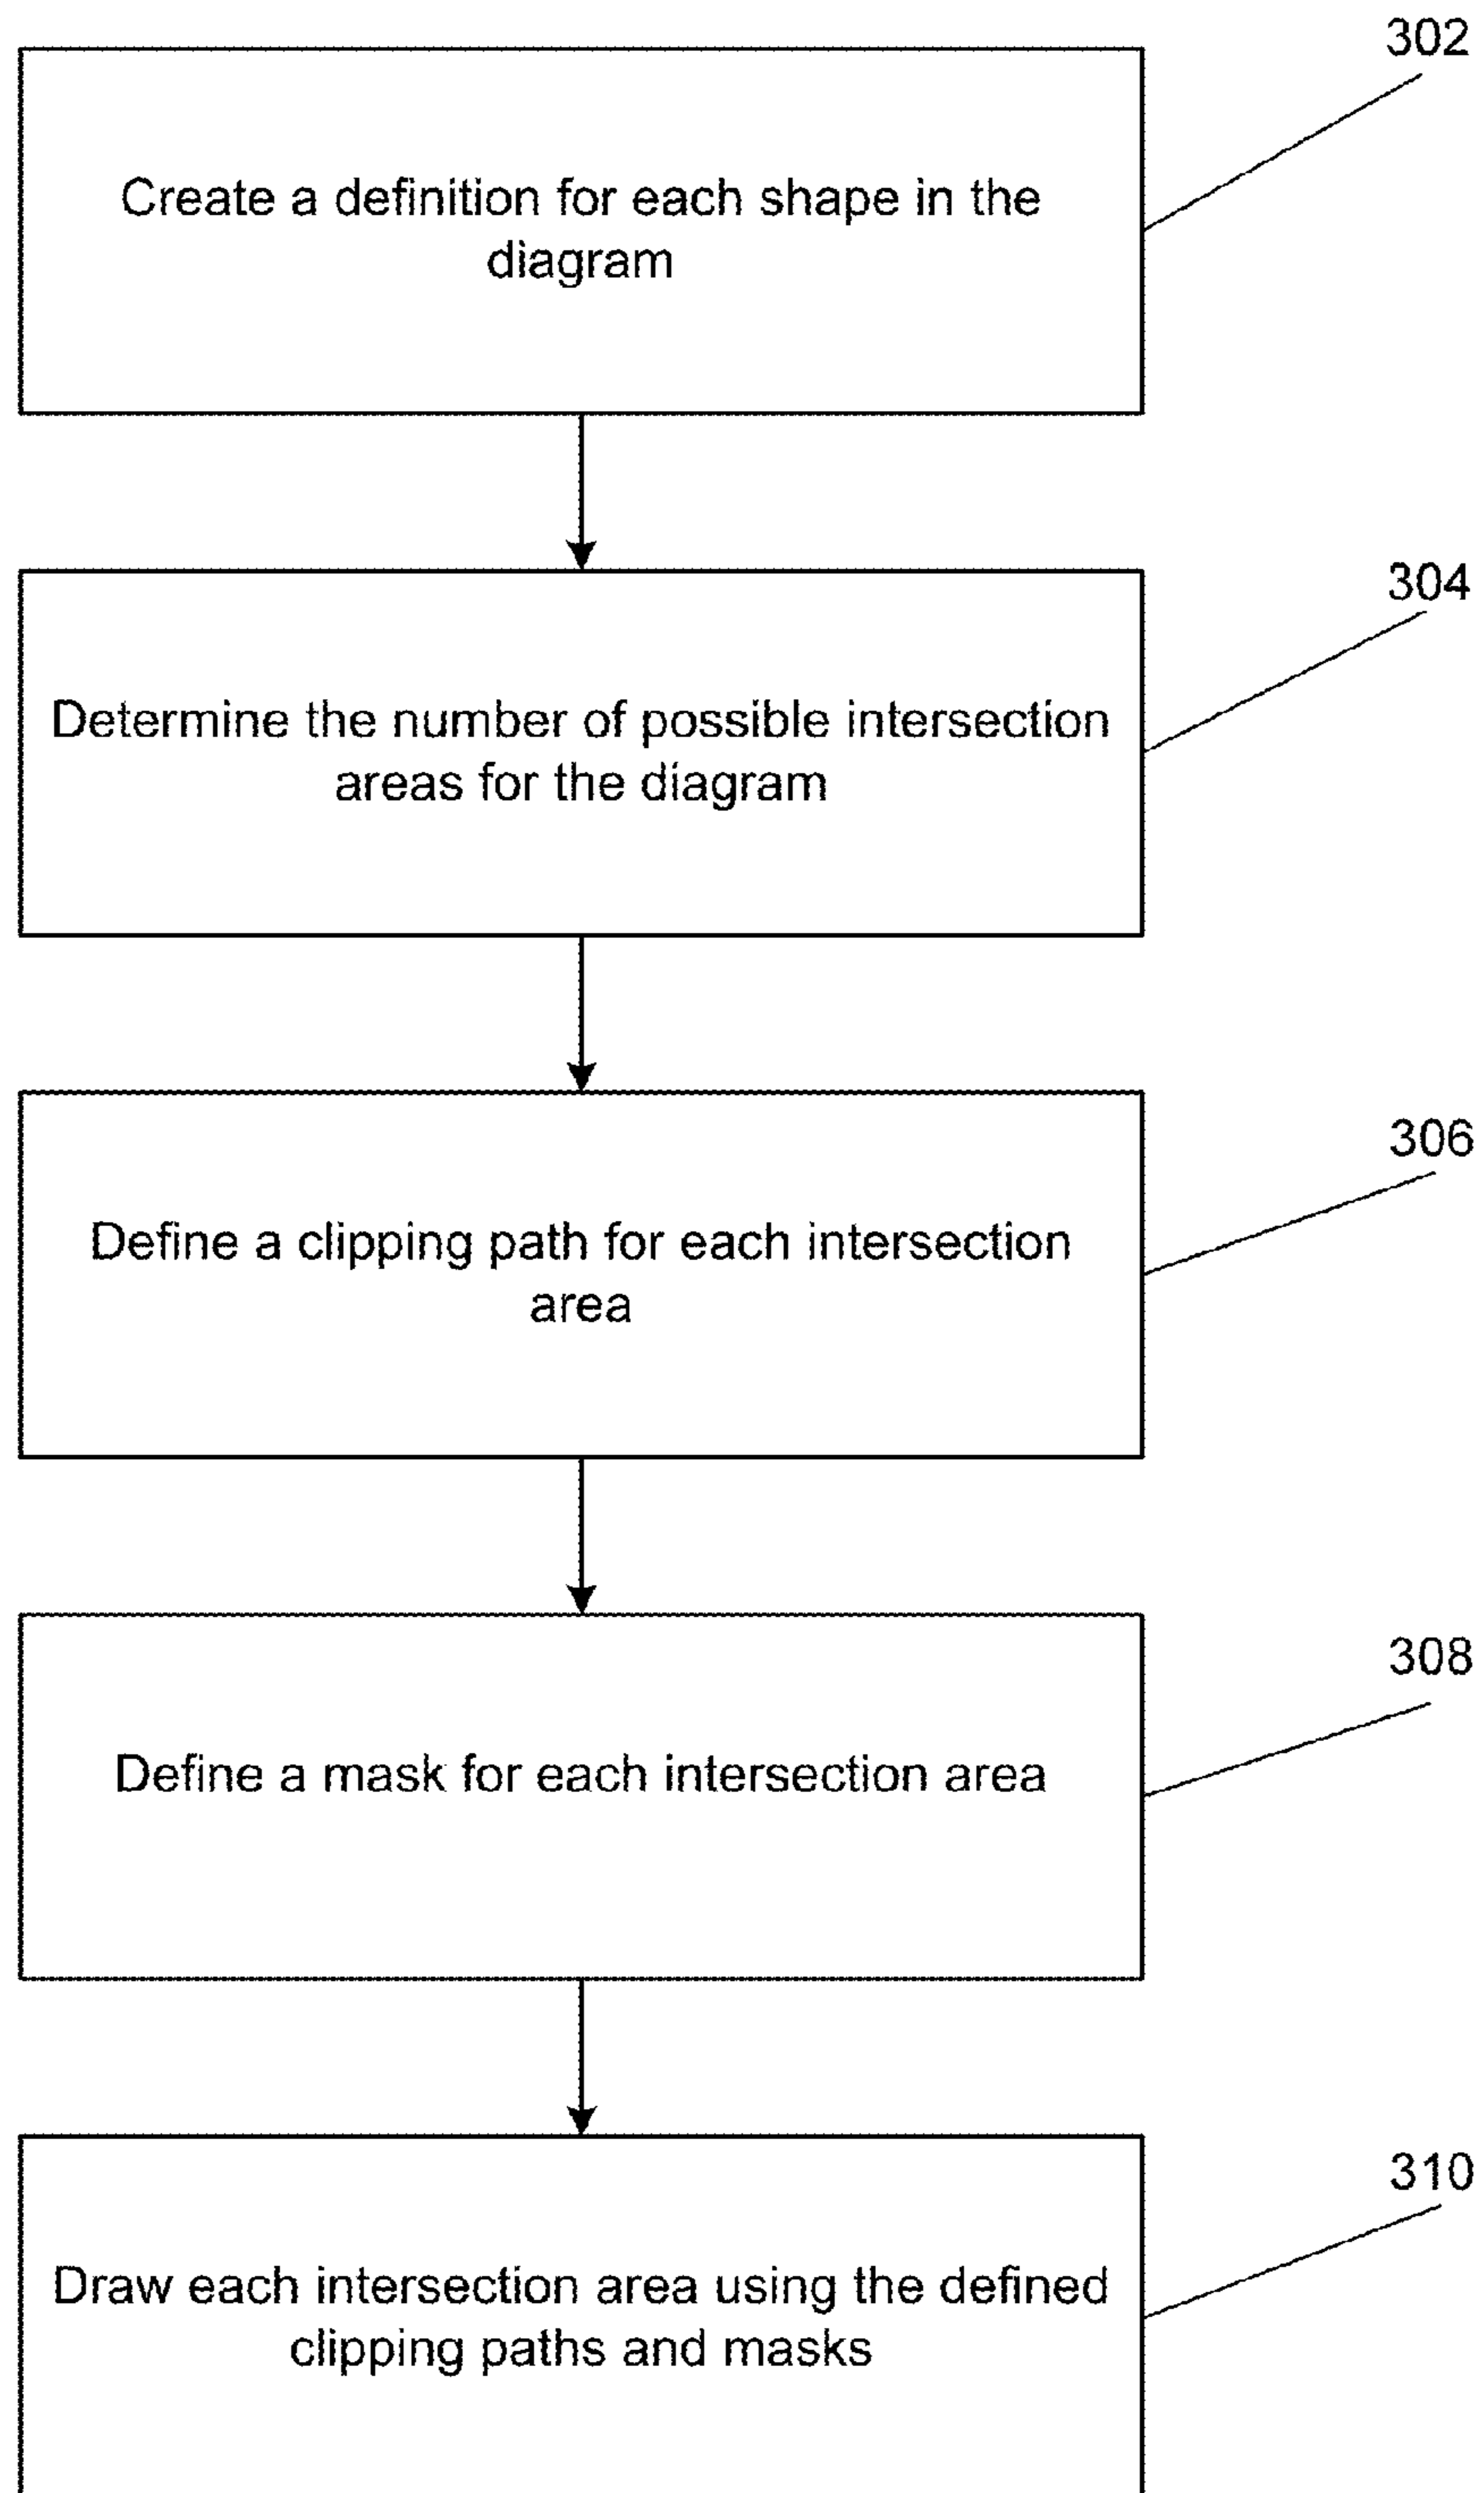 302
Create a definition for each shape in the
diagram
304
Determine the number of possible intersection
areas for the diagram
306
Define a clipping path for each intersection
area
308
Define a mask for each intersection area
310
Draw each intersection area using the defined
clipping paths and masks